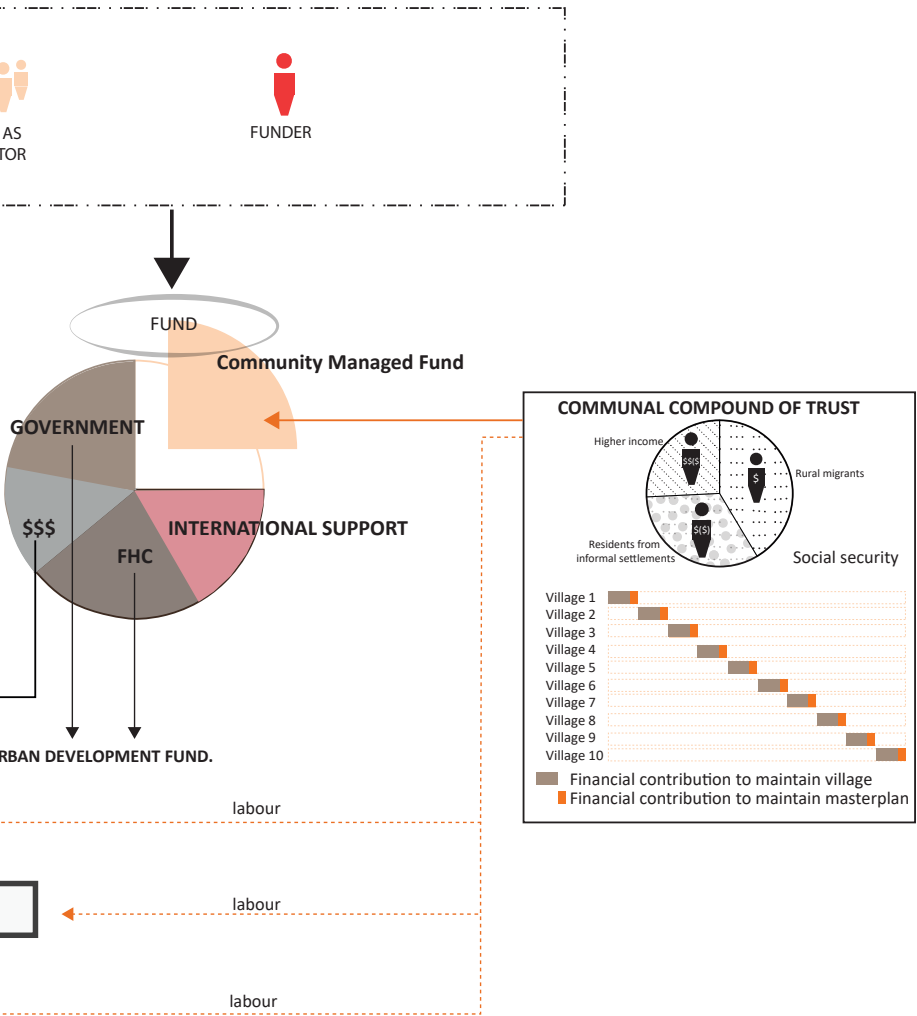 AS
TOR
FUNDER
FUND
Community Managed Fund
GOVERNMENT
$$$
INTERNATIONAL SUPPORT
FHC
RBAN DEVELOPMENT FUND.
labour
labour
labour
COMMUNAL COMPOUND OF TRUST
Higher income
$$($)
$
Rural migrants
$($)
Residents from
informal settlements
Social security
Village 1
Village 2
Village 3
Village 4
Village 5
Village 6
Village 7
Village 8
Village 9
Village 10
Financial contribution to maintain village
Financial contribution to maintain masterplan